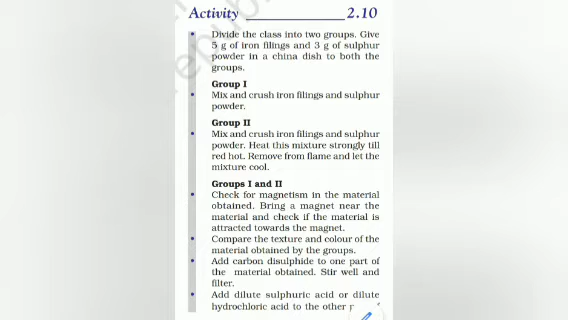 Activity 2.10
• Divide the class into two groups. Give
5 g of iron filings and 3 g of sulphur
powder in a china dish to both the
groups.
Group I
• Mix and crush iron filings and sulphur
powder.
Group II
• Mix and crush iron filings and sulphur
powder. Heat this mixture strongly till
red hot. Remove from flame and let the
mixture cool.
Groups I and II
• Check for magnetism in the material
obtained. Bring a magnet near the
material and check if the material is
attracted towards the magnet.
• Compare the texture and colour of the
material obtained by the groups.
• Add carbon disulphide to one part of
the material obtained. Stir well and
filter.
• Add dilute sulphuric acid or dilute
hydrochloric acid to the other